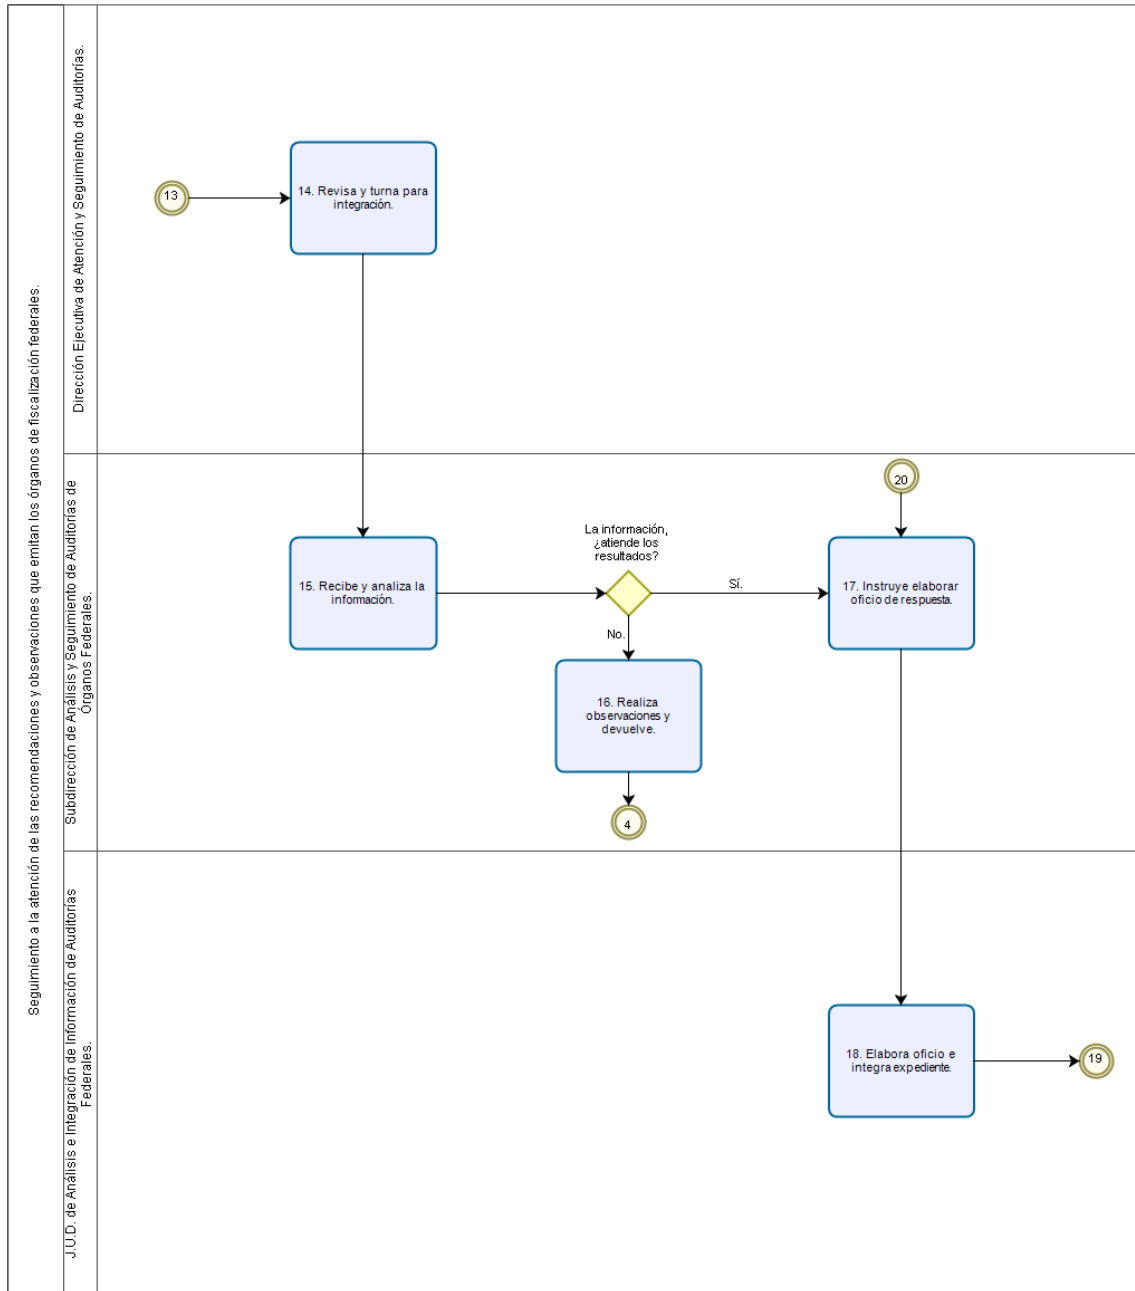 Seguimiento a la atención de las recomendaciones y observaciones que emitan los órganos de fiscalización federales.
Dirección Ejecutiva de Atención y Seguimiento de Auditorías.
13
14. Revisa y turna para
integración.
Subdirección de Análisis y Seguimiento de Auditorías de
Órganos Federales.
15. Recibe y analiza la
información.
La información,
¿atiende los
resultados?
Sí.
No.
16. Realiza
observaciones y
devuelve.
4
20
17. Instruye elaborar
oficio de respuesta.
J.U.D. de Análisis e Integración de Información de Auditorías
Federales.
18. Elabora oficio e
integra expediente.
19